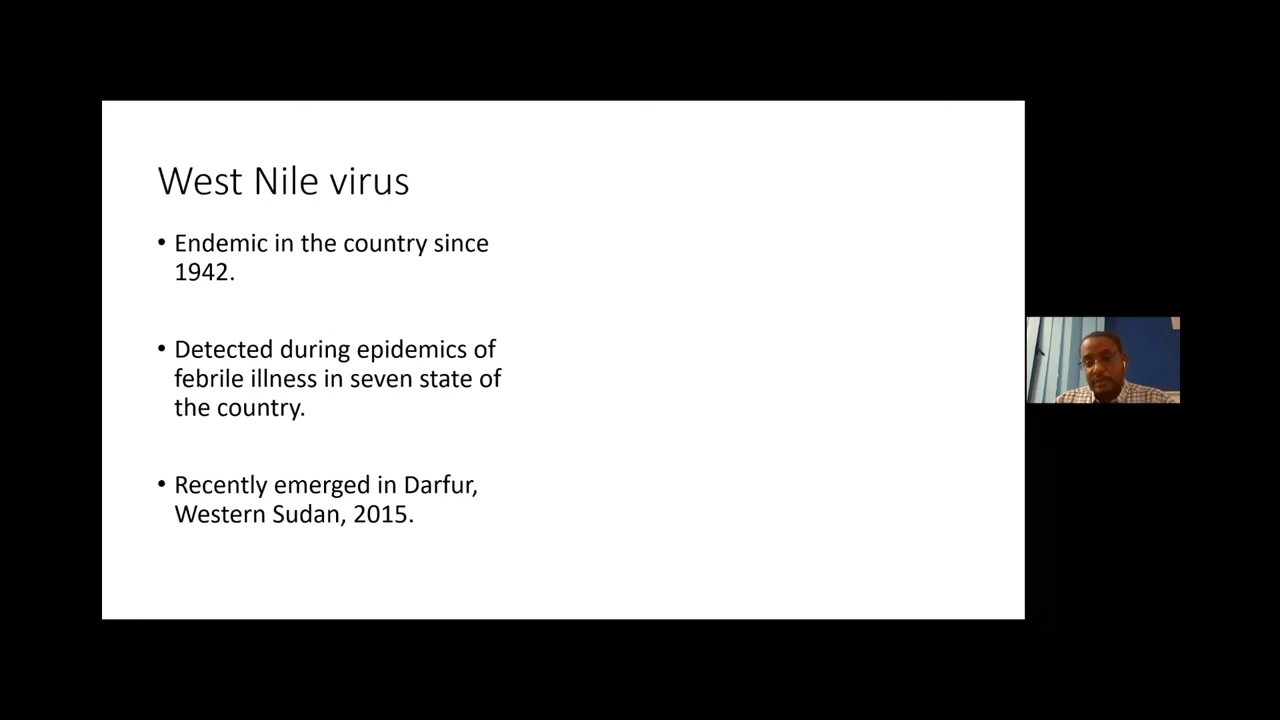 West Nile virus
• Endemic in the country since
1942.
• Detected during epidemics of
febrile illness in seven state of
the country.
• Recently emerged in Darfur,
Western Sudan, 2015.